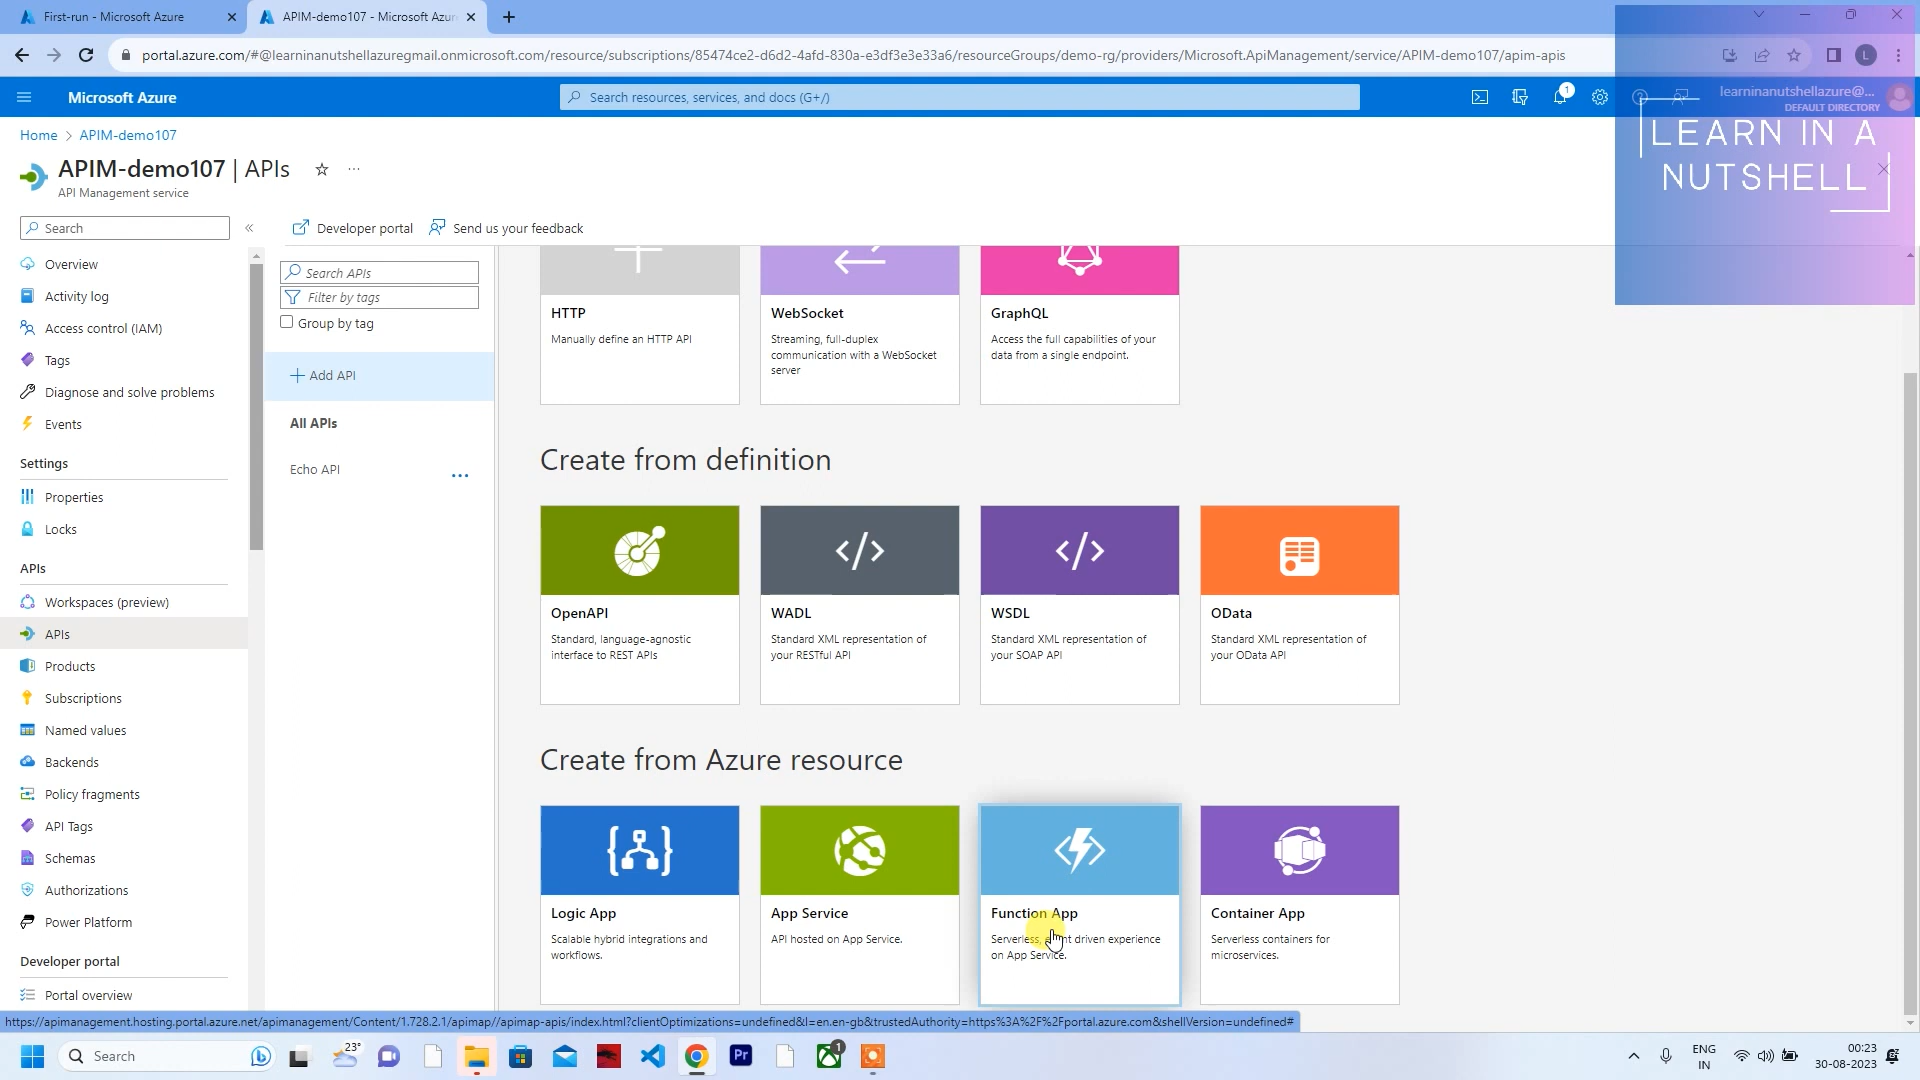 First-run - Microsoft Azure
APIM-demo107 - Microsoft Azur
portal.azure.com/#@learninanutshellazuregmail.onmicrosoft.com/resource/subscriptions/85474ce2-d6d2-4afd-830a-e3df3e3e33a6/resourceGroups/demo-rg/providers/Microsoft.ApiManagement/service/APIM-demo107/apim-apis
L
Microsoft Azure
Search resources, services, and docs (G+/)
1
learninanutshellazure@...
DEFAULT DIRECTORY
LEARN IN A
NUTSHELL
Home > APIM-demo107
APIM-demo107 | APIs
API Management service
Search
Developer portal
Send us your feedback
Overview
Activity log
Access control (IAM)
Tags
Diagnose and solve problems
Events
Settings
Properties
Locks
APIs
Workspaces (preview)
APIs
Products
Subscriptions
Named values
Backends
Policy fragments
API Tags
Schemas
Authorizations
Power Platform
Developer portal
Portal overview
Search APIs
Filter by tags
Group by tag
+ Add API
All APIs
Echo API
...
HTTP
Manually define an HTTP API
WebSocket
Streaming, full-duplex
communication with a WebSocket
server
GraphQL
Access the full capabilities of your
data from a single endpoint.
Create from definition
OpenAPI
Standard, language-agnostic
interface to REST APIs
WADL
Standard XML representation of
your RESTful API
WSDL
Standard XML representation of
your SOAP API
OData
Standard XML representation of
your OData API
Create from Azure resource
Logic App
Scalable hybrid integrations and
workflows.
App Service
API hosted on App Service.
Function App
Serverless, driven experience
on App Service.
Container App
Serverless containers for
microservices.
https://apimanagement.hosting.portal.azure.net/apimanagement/Content/1.728.2.1/apimap//apimap-apis/index.html?clientOptimizations=undefined&l=en.en-gb&trustedAuthority=https%3A%2F%2Fportal.azure.com&shellVersion=undefined#
Search
23°
Pr
1
ENG
IN
00:23
30-08-2023